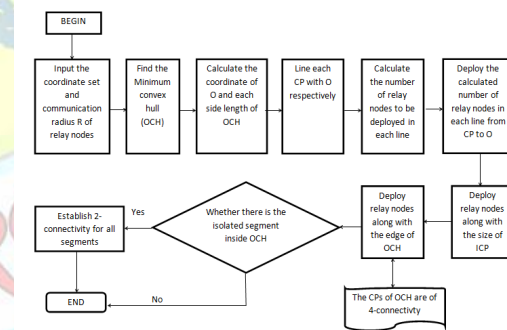 BEGIN
Input the
coordinate set
and
communication
radius R of
relay nodes
Find the
Minimum
convex
hull
(OCH)
Calculate the
coordinate of
O and each
side length of
OCH
Line each
CP with O
respectively
Calculate
the number
of relay
nodes to be
deployed in
each line
Deploy the
calculated
number of
relay nodes in
each line from
CP to O
Deploy
relay nodes
along with
the size of
ICP
Deploy
relay nodes
along with
the edge of
OCH
The CPs of OCH are of
4-connectivity
Whether there is the
isolated segment
inside OCH
Yes
Establish 2-
connectivity for all
segments
No
END